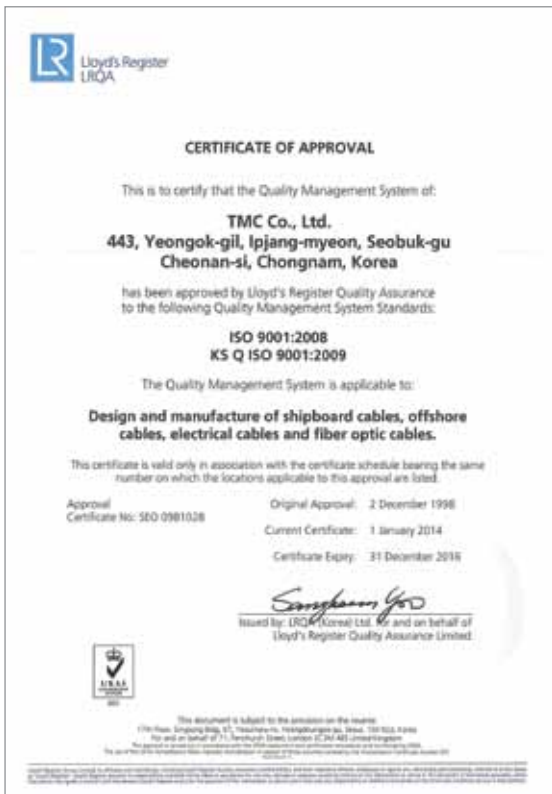 LR
Lloyd's Register
LRQA
CERTIFICATE OF APPROVAL
This is to certify that the Quality Management System of:
TMC Co., Ltd.
443, Yeongok-gil, Ipjang-myeon, Seobuk-gu
Cheonan-si, Chongnam, Korea
has been approved by Lloyd's Register Quality Assurance
to the following Quality Management System Standards:
ISO 9001:2008
KS Q ISO 9001:2009
The Quality Management System is applicable to:
Design and manufacture of shipboard cables, offshore
cables, electrical cables and fiber optic cables.
This certificate is valid only in association with the certificate schedule bearing the same
number on which the locations applicable to this approval are listed.
Approval
Certificate No: SEO 0981028
Original Approval: 2 December 1998
Current Certificate: 1 January 2014
Certificate Expiry: 31 December 2016
Issued by: LRQA (Korea) Ltd. for and on behalf of
Lloyd's Register Quality Assurance Limited
UKAS
This document is subject to the provision on the reverse